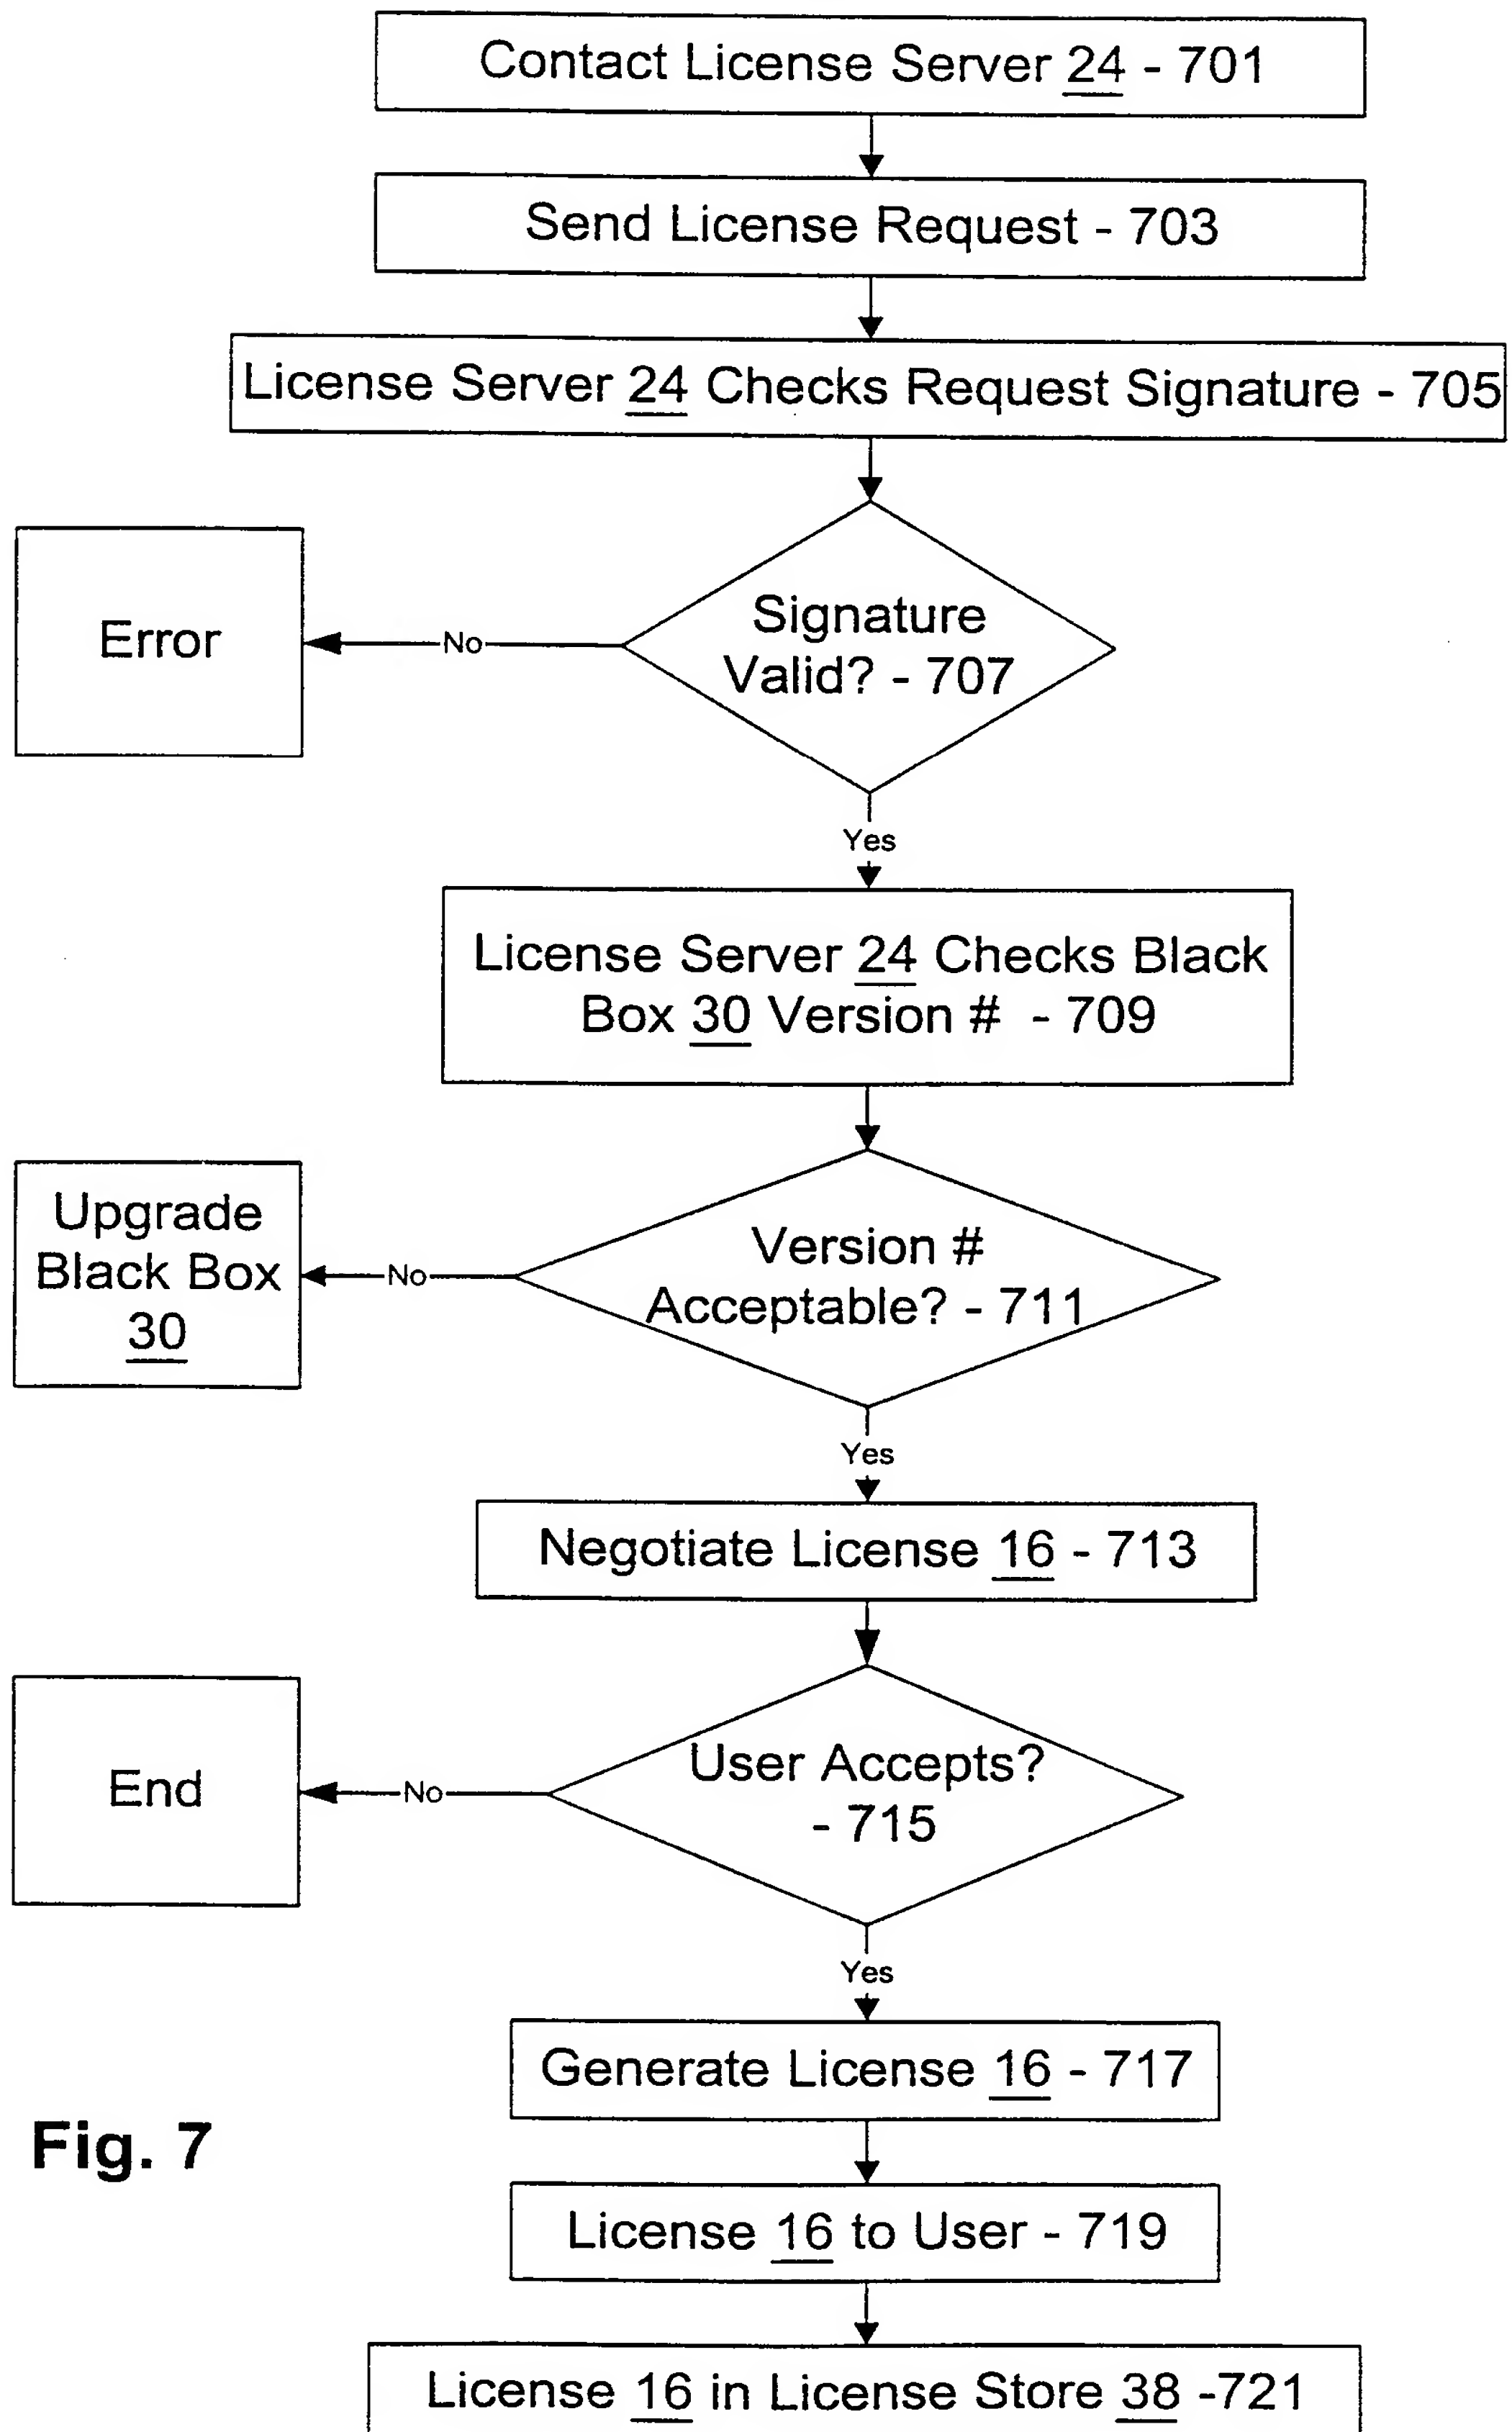 Contact License Server 24 - 701
Send License Request - 703
License Server 24 Checks Request Signature - 705
Signature
Valid? - 707
No
Error
Yes
License Server 24 Checks Black
Box 30 Version #  - 709
Version #
Acceptable? - 711
No
Upgrade
Black Box
30
Yes
Negotiate License 16 - 713
User Accepts?
- 715
No
End
Yes
Generate License 16 - 717
Fig. 7
License 16 to User - 719
License 16 in License Store 38 -721